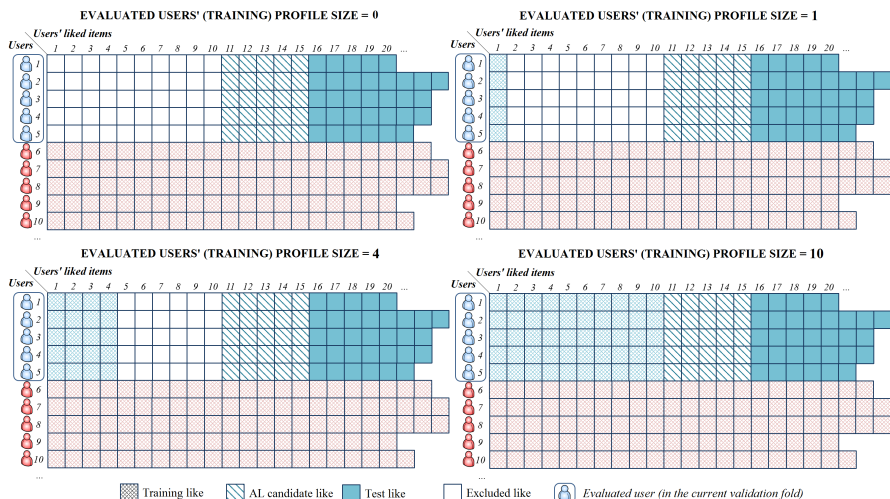 EVALUATED USERS' (TRAINING) PROFILE SIZE = 0
Users' liked items
Users
1 2 3 4 5 6 7 8 9 10 11 12 13 14 15 16 17 18 19 20 ...
1
2
3
4
5
6
7
8
9
10
...
EVALUATED USERS' (TRAINING) PROFILE SIZE = 1
Users' liked items
Users
1 2 3 4 5 6 7 8 9 10 11 12 13 14 15 16 17 18 19 20 ...
1
2
3
4
5
6
7
8
9
10
...
EVALUATED USERS' (TRAINING) PROFILE SIZE = 4
Users' liked items
Users
1 2 3 4 5 6 7 8 9 10 11 12 13 14 15 16 17 18 19 20 ...
1
2
3
4
5
6
7
8
9
10
...
EVALUATED USERS' (TRAINING) PROFILE SIZE = 10
Users' liked items
Users
1 2 3 4 5 6 7 8 9 10 11 12 13 14 15 16 17 18 19 20 ...
1
2
3
4
5
6
7
8
9
10
...
Training like
AL candidate like
Test like
Excluded like
Evaluated user (in the current validation fold)